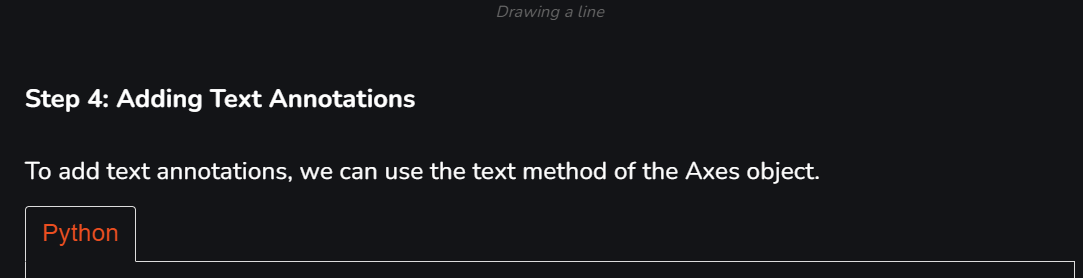 Drawing a line
Step 4: Adding Text Annotations
To add text annotations, we can use the text method of the Axes object.
Python